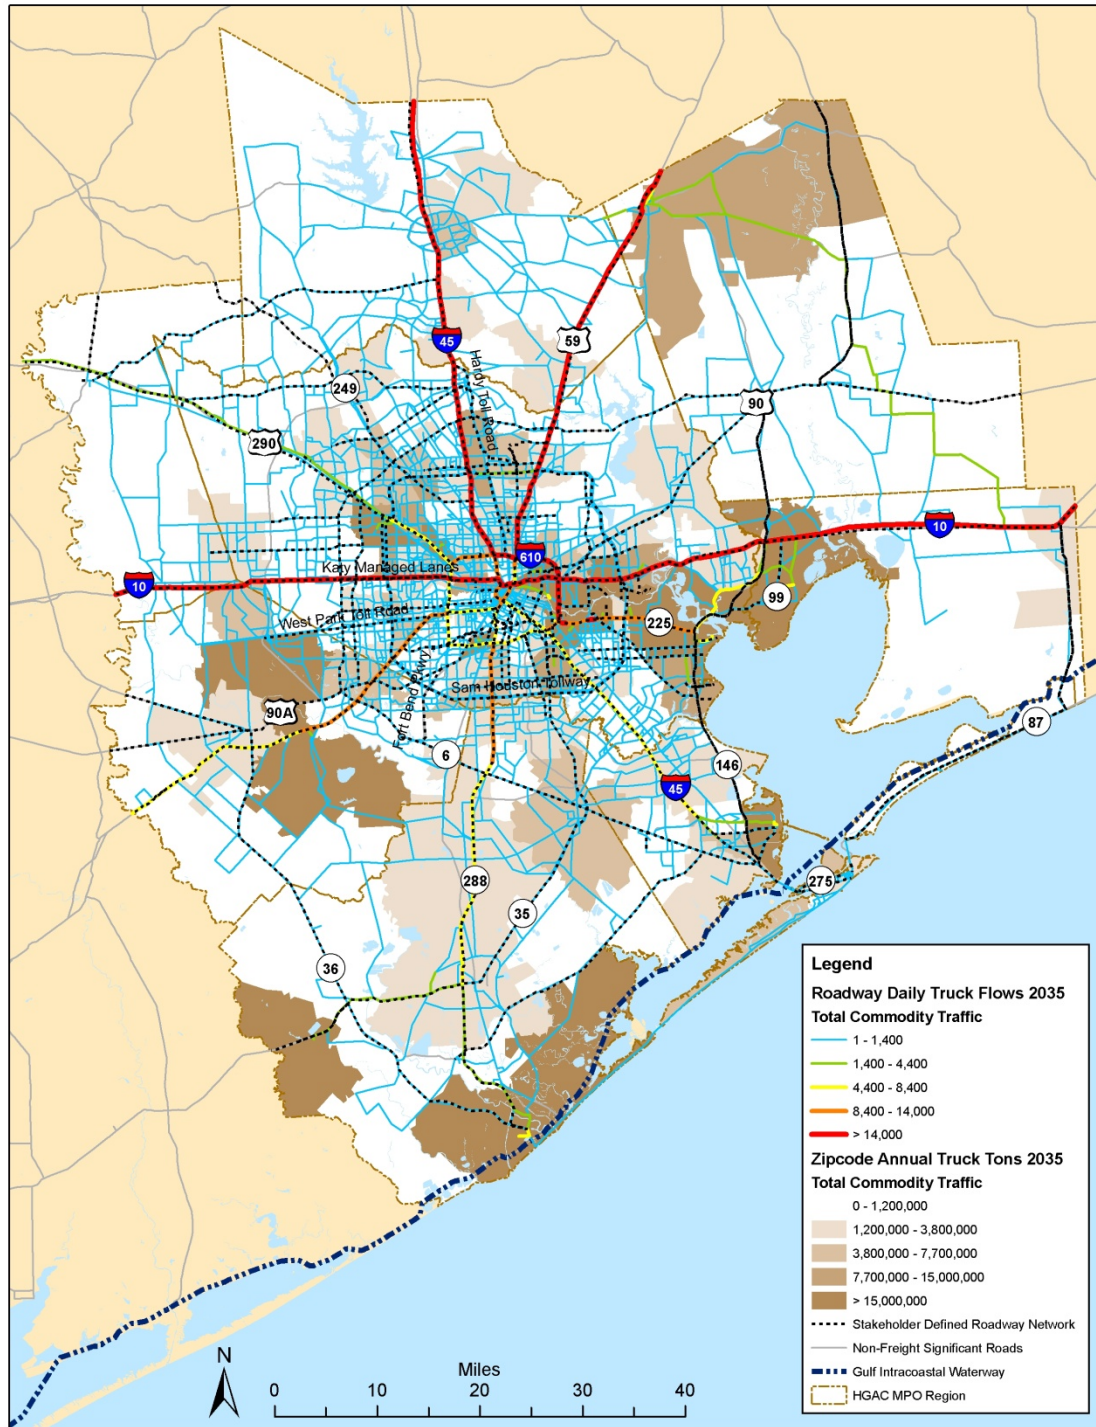 45
59
Hardy Toll Road
249
90
290
10
610
Katy Managed Lanes
10
99
West Park Toll Road
225
Fort Bend Pkwy
Sam Houston Tollway
90A
87
6
146
45
288
275
35
36
Legend
Roadway Daily Truck Flows 2035
Total Commodity Traffic
1 - 1,400
1,400 - 4,400
4,400 - 8,400
8,400 - 14,000
> 14,000
Zipcode Annual Truck Tons 2035
Total Commodity Traffic
0 - 1,200,000
1,200,000 - 3,800,000
3,800,000 - 7,700,000
7,700,000 - 15,000,000
> 15,000,000
Stakeholder Defined Roadway Network
Non-Freight Significant Roads
Gulf Intracoastal Waterway
HGAC MPO Region
N
Miles
0 10 20 30 40